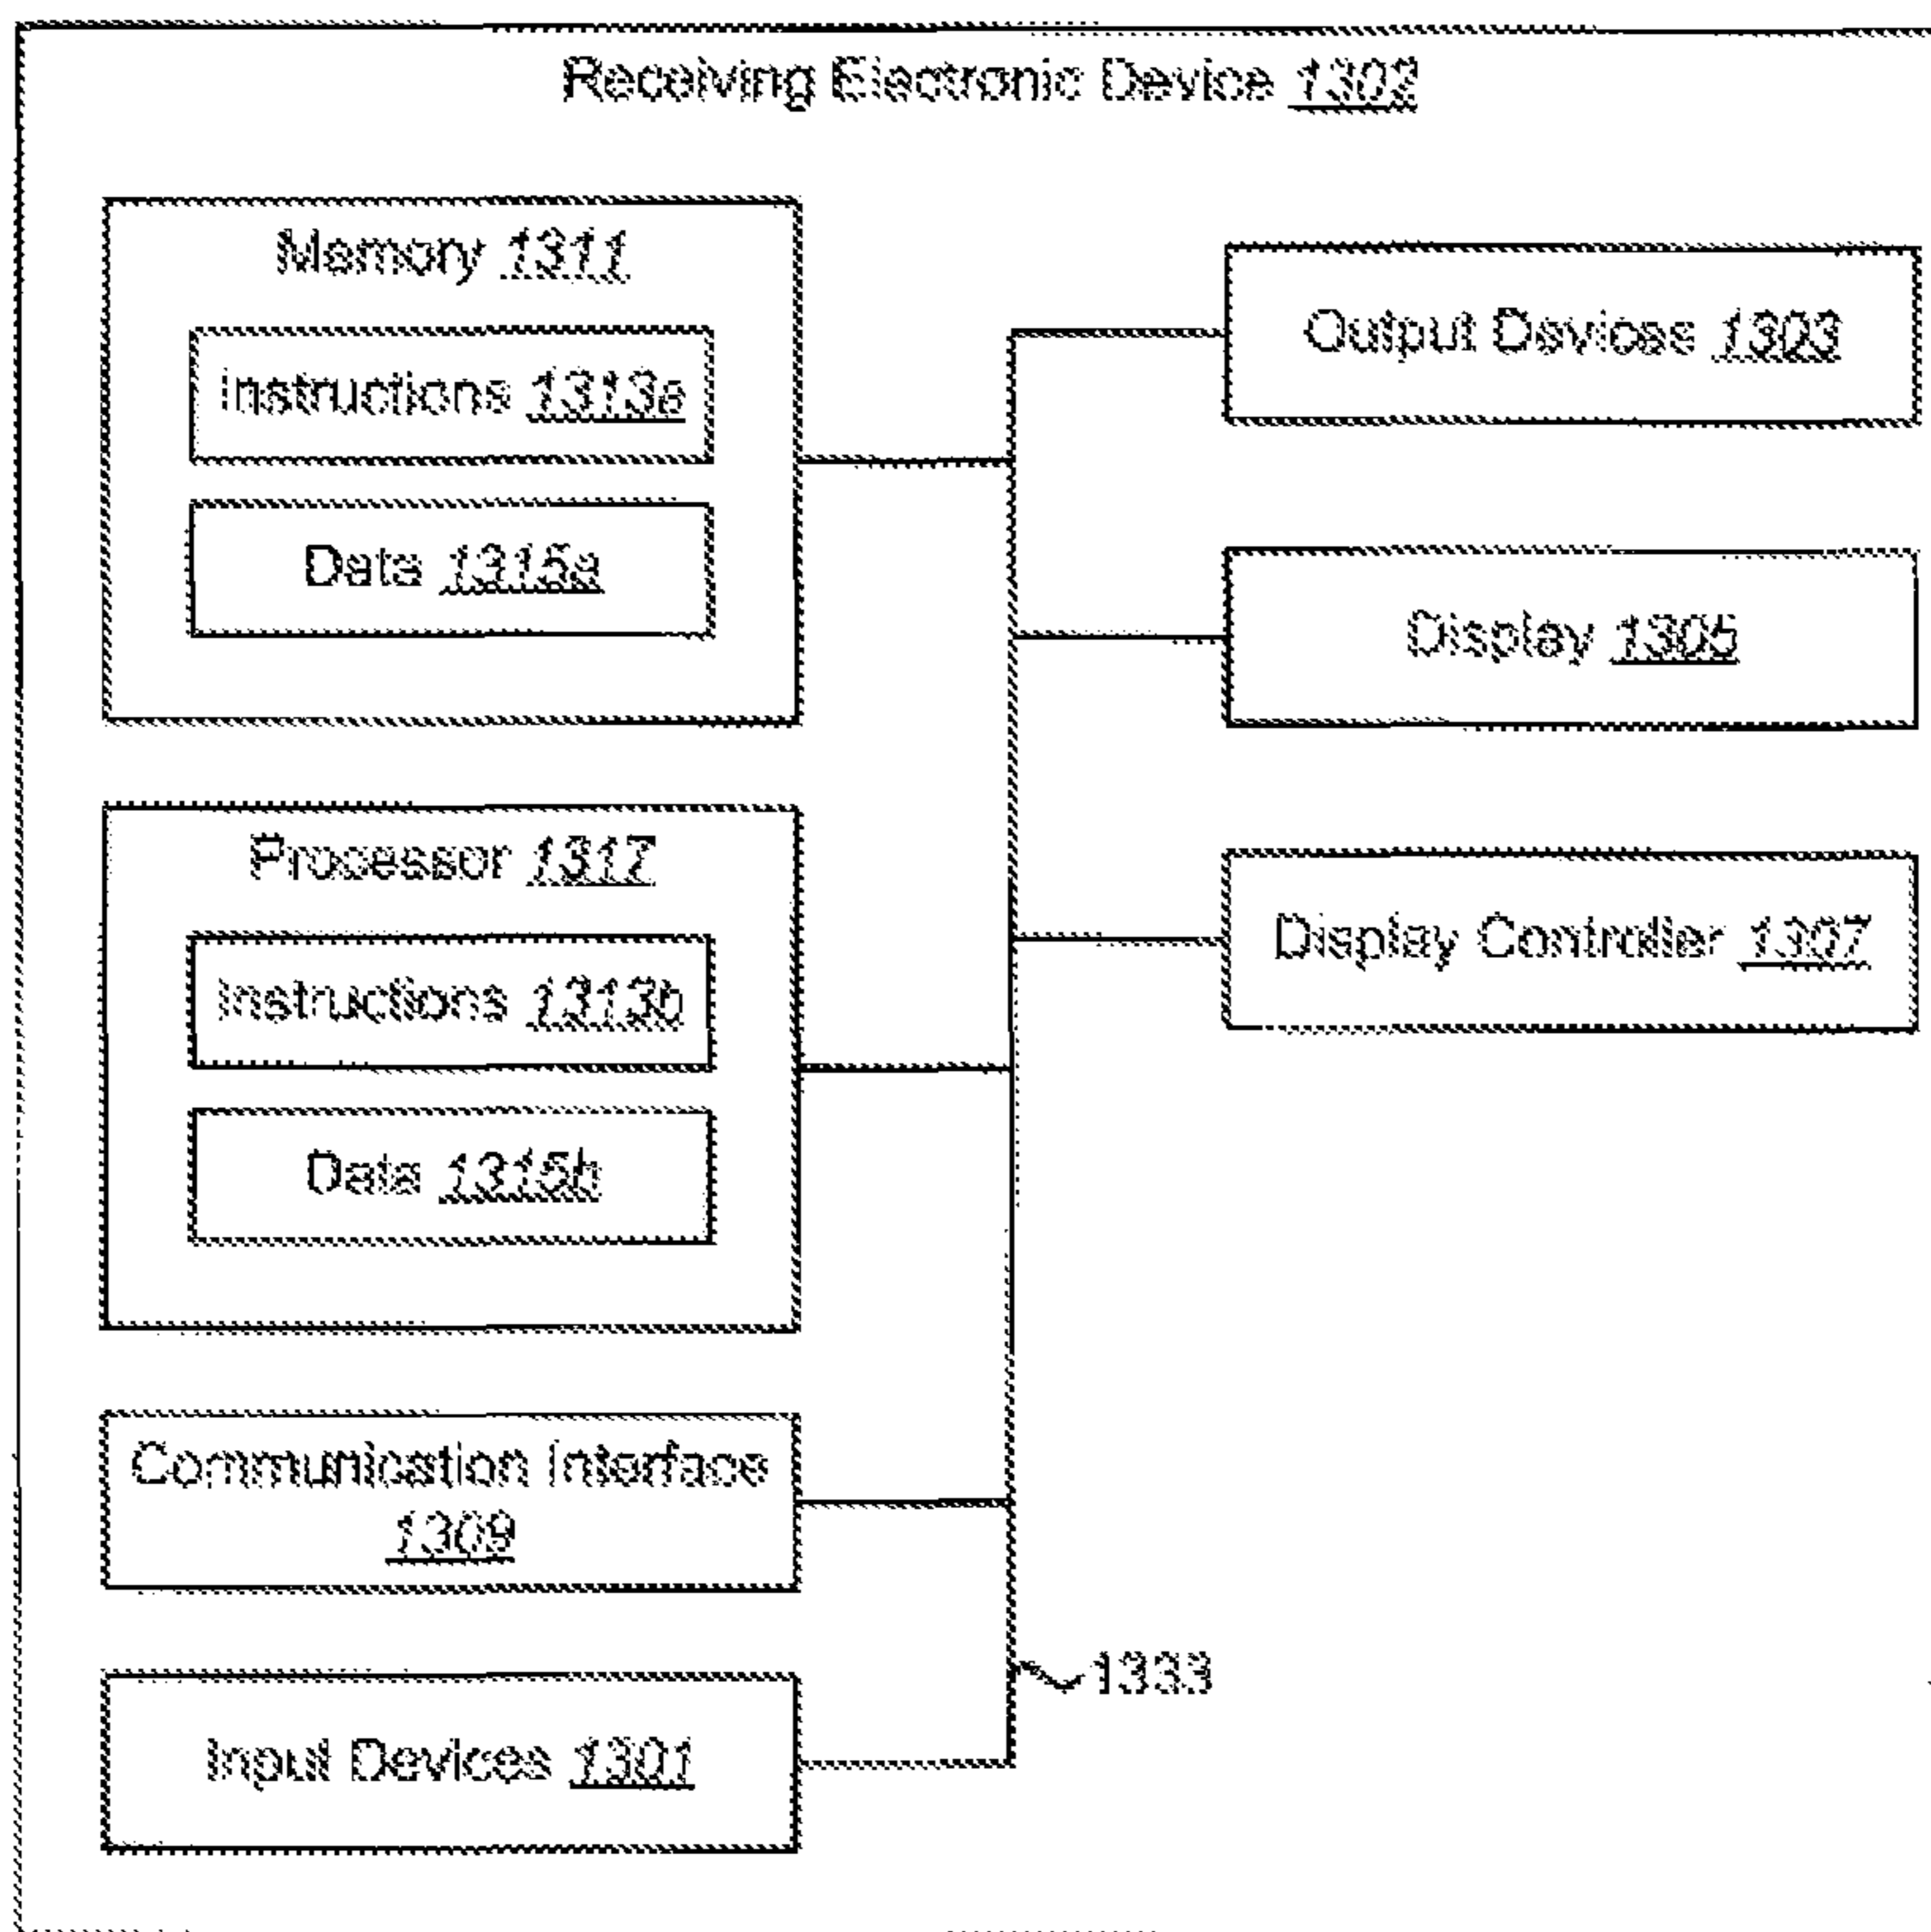 Receiving Electronic Device 1302
Memory 1311
Instructions 1313a
Data 1315a
Processor 1317
Instructions 1313b
Data 1315b
Communication Interface
1309
Input Devices 1301
Output Devices 1303
Display 1305
Display Controller 1307
1333